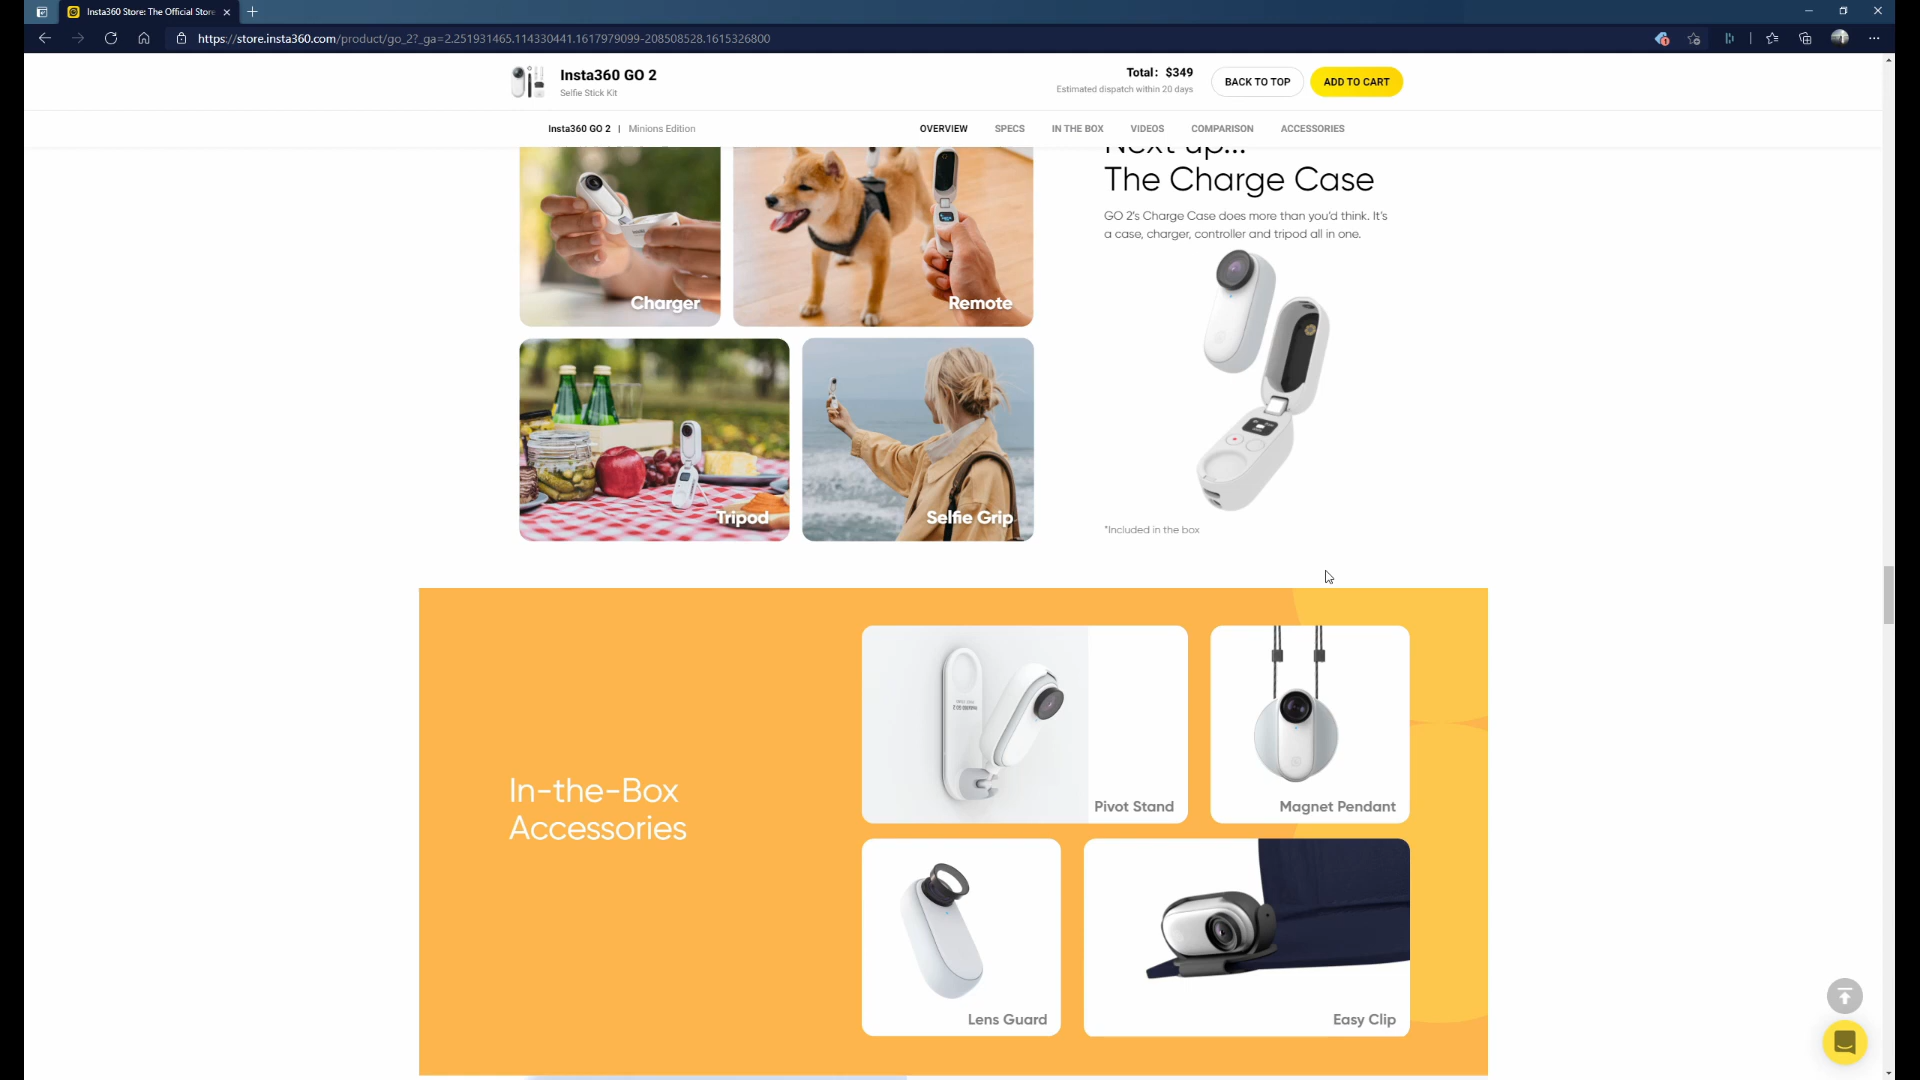 Insta360 Store: The Official Store
https://store.insta360.com/product/go_2?_ga=2.251931465.114330441.1617979099-208508528.1615326800
Insta360 GO 2
Selfie Stick Kit
Total: $349
Estimated dispatch within 20 days
BACK TO TOP
ADD TO CART
Insta360 GO 2 | Minions Edition
OVERVIEW
SPECS
IN THE BOX
VIDEOS
COMPARISON
ACCESSORIES
Next up...
The Charge Case
GO 2's Charge Case does more than you'd think. It's
a case, charger, controller and tripod all in one.
Charger
Remote
Tripod
Selfie Grip
*Included in the box
In-the-Box
Accessories
Pivot Stand
Magnet Pendant
Lens Guard
Easy Clip